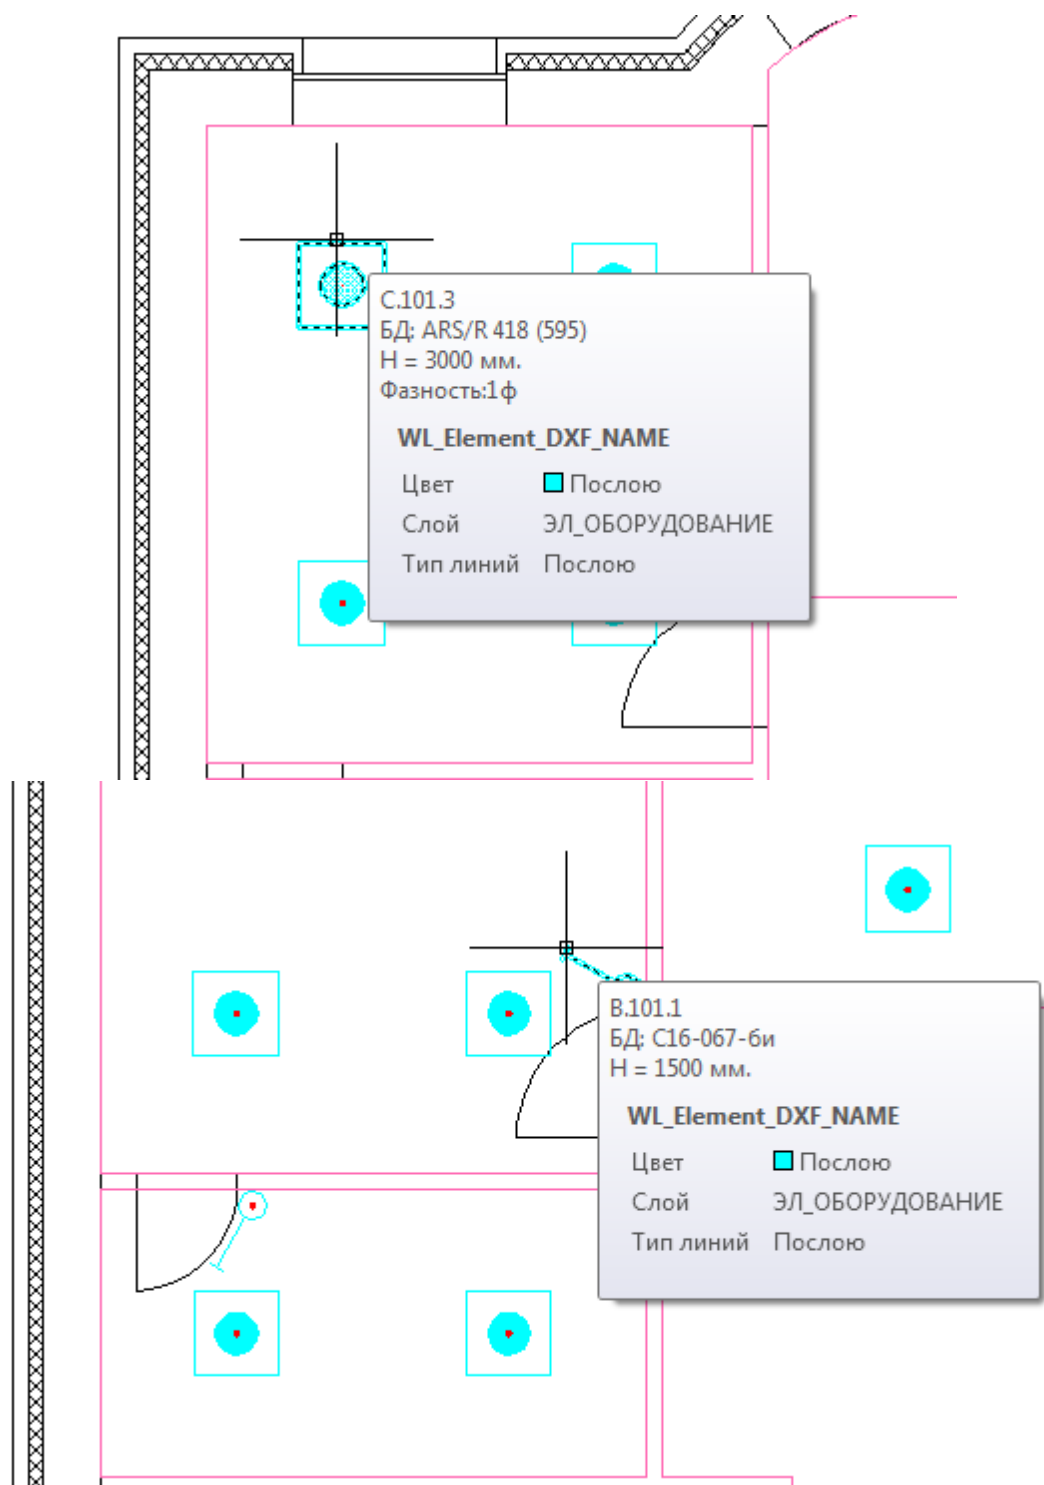 С.101.3
БД: ARS/R 418 (595)
Н = 3000 мм.
Фазность:1ф
WL_Element_DXF_NAME
Цвет Послою
Слой ЭЛ_ОБОРУДОВАНИЕ
Тип линий Послою
В.101.1
БД: С16-067-6и
Н = 1500 мм.
WL_Element_DXF_NAME
Цвет Послою
Слой ЭЛ_ОБОРУДОВАНИЕ
Тип линий Послою